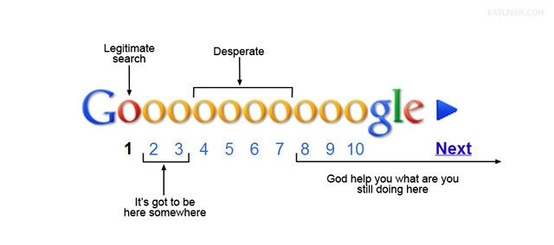 EATLIVER.COM
Legitimate
search
Desperate
Goooooooooogle
1 2 3 4 5 6 7 8 9 10 Next
It's got to be
here somewhere
God help you what are you
still doing here